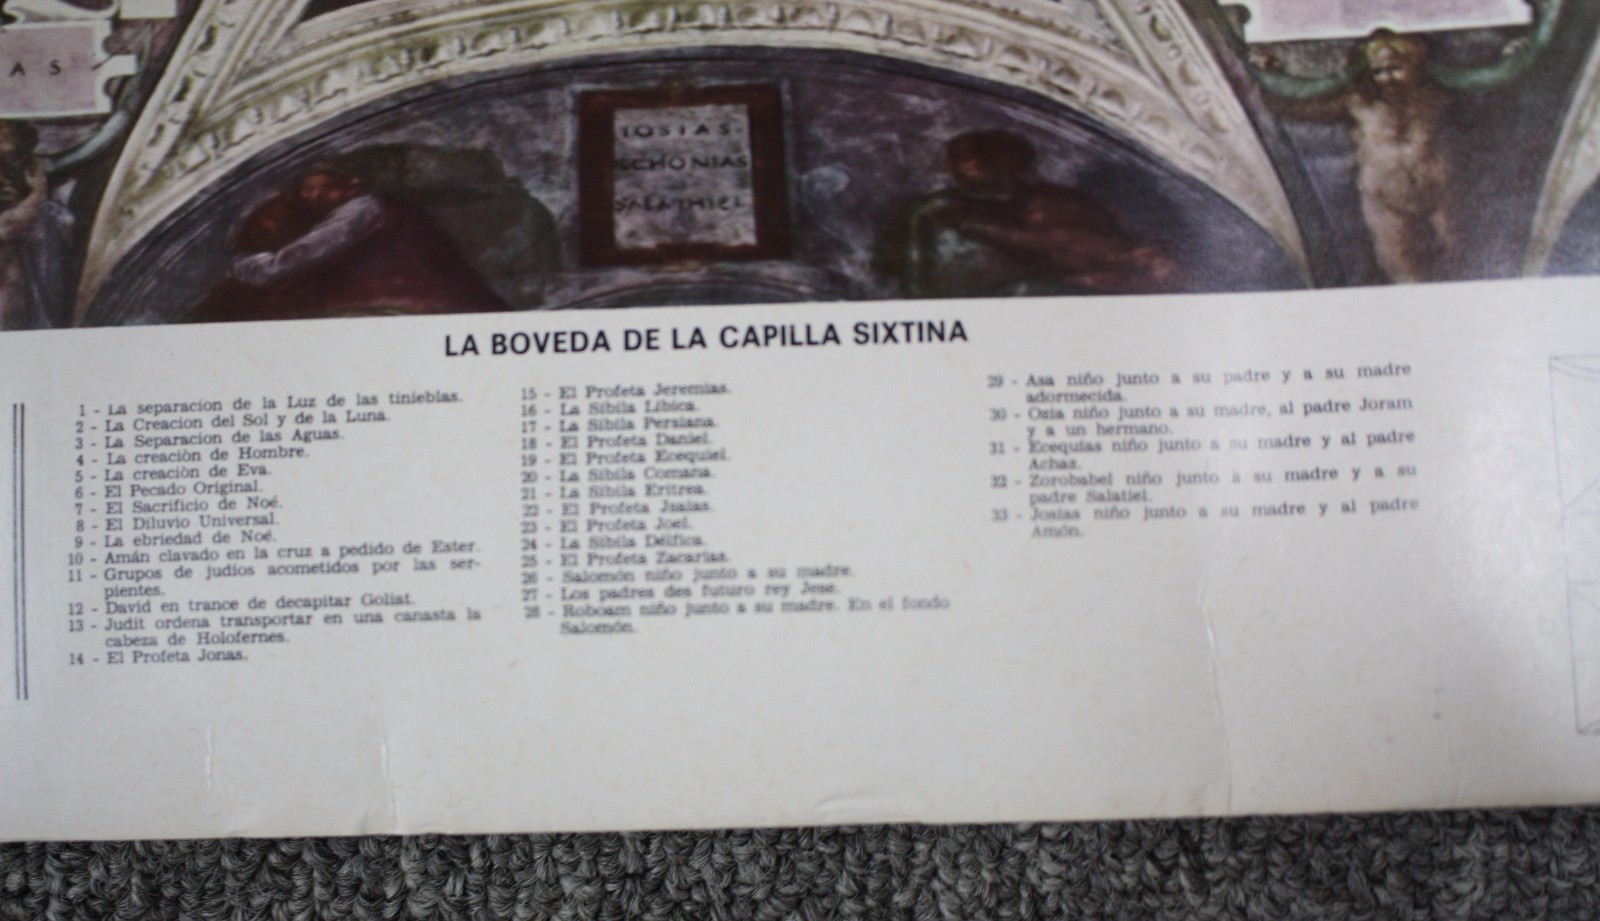 A S
IOSIAS
CHONIAS
SALATHIEL
LA BOVEDA DE LA CAPILLA SIXTINA
1 - La separacion de la Luz de las tinieblas.
2 - La Creacion del Sol y de la Luna.
3 - La Separacion de las Aguas.
4 - La creaciòn de Hombre.
5 - La creaciòn de Eva.
6 - El Pecado Original.
7 - El Sacrificio de Noé.
8 - El Diluvio Universal.
9 - La ebriedad de Noé.
10 - Amán clavado en la cruz a pedido de Ester.
11 - Grupos de judíos acometidos por las ser-
pientes.
12 - David en trance de decapitar Goliat.
13 - Judit ordena transportar en una canasta la
cabeza de Holofernes.
14 - El Profeta Jonas.
15 - El Profeta Jeremias.
16 - La Sibila Libica.
17 - La Sibila Persiana.
18 - El Profeta Daniel.
19 - El Profeta Ecequiel.
20 - La Sibila Comana.
21 - La Sibila Eritrea.
22 - El Profeta Jsaias.
23 - El Profeta Joel.
24 - La Sibila Délfica.
25 - El Profeta Zacarias.
26 - Salomón niño junto a su madre.
27 - Los padres des futuro rey Jese.
28 - Roboam niño junto a su madre. En el fondo
Salomón.
29 - Asa niño junto a su padre y a su madre
adormecida.
30 - Osia niño junto a su madre, al padre Joram
y a un hermano.
31 - Ecequias niño junto a su madre y al padre
Achas.
32 - Zorobabel niño junto à su madre y a su
padre Salatiel.
33 - Josias niño junto a su madre y al padre
Amón.